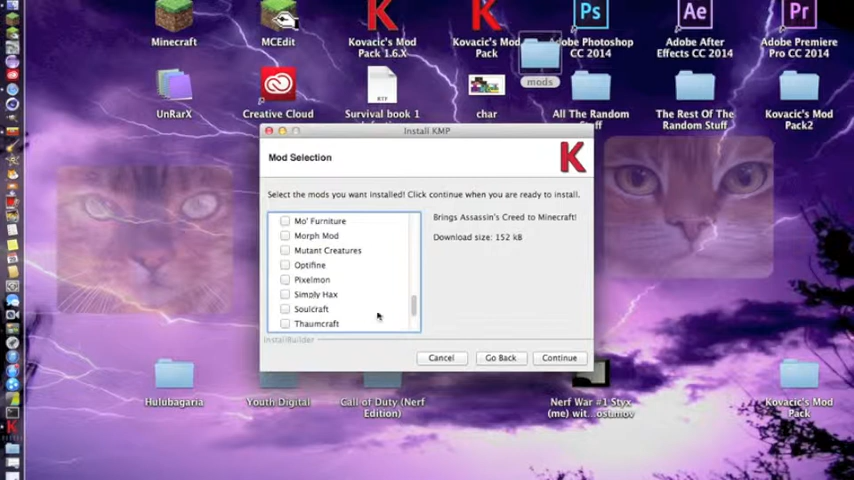 Minecraft
MCEdit
Kovacic's Mod
Pack 1.6.X
Kovacic's Mod
Pack
Adobe Photoshop
CC 2014
Adobe After
Effects CC 2014
Adobe Premiere
Pro CC 2014
mods
UnRarX
Creative Cloud
Survival book 1
char
All The Random
Stuff
The Rest Of The
Random Stuff
Kovacic's Mod
Pack2
Install KMP
Mod Selection
Select the mods you want installed! Click continue when you are ready to install.
Mo' Furniture
Morph Mod
Mutant Creatures
Optifine
Pixelmon
Simply Hax
Soulcraft
Thaumcraft
Brings Assassin's Creed to Minecraft!
Download size: 152 kB
InstallBuilder
Cancel
Go Back
Continue
Hulubagaria
Youth Digital
Call of Duty (Nerf
Edition)
Nerf War #1 Styx
(me) wit...ost.mov
Kovacic's Mod
Pack